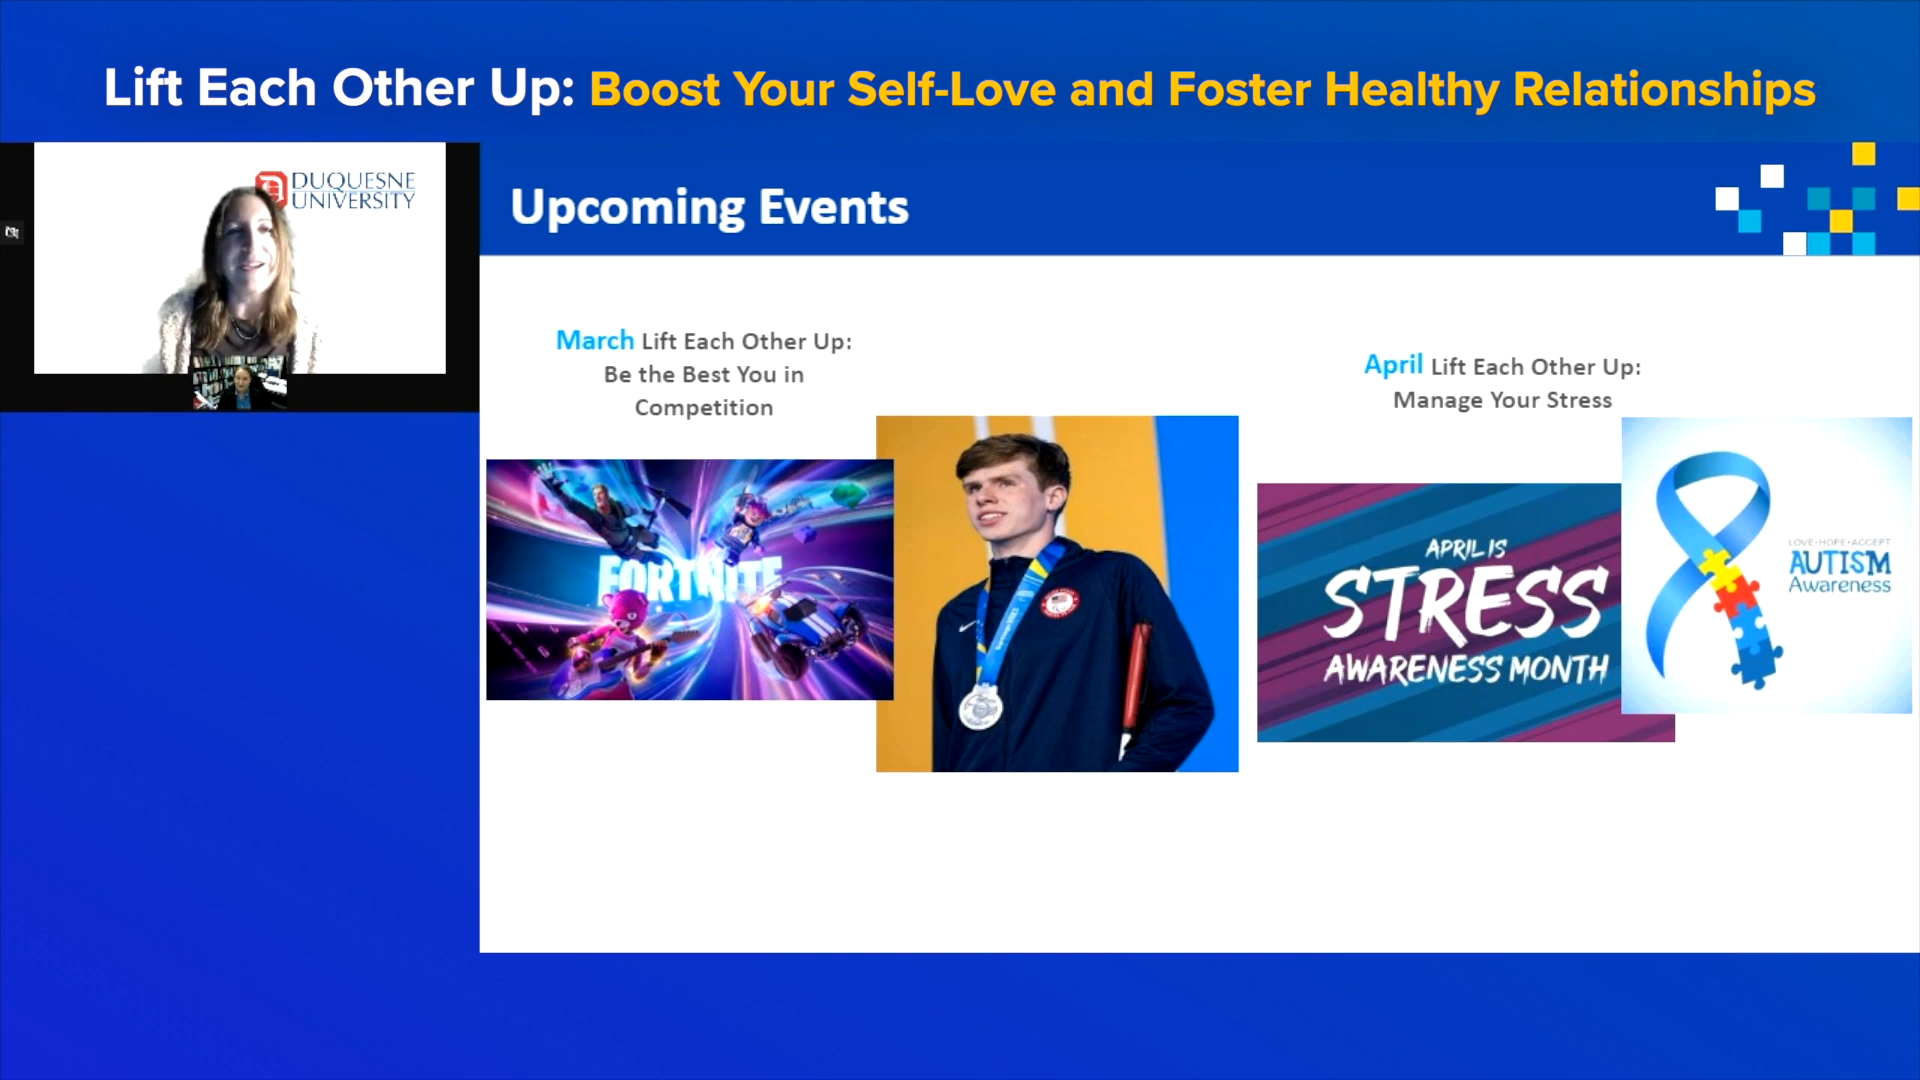 Lift Each Other Up: Boost Your Self-Love and Foster Healthy Relationships
DUQUESNE
UNIVERSITY
Upcoming Events
March Lift Each Other Up:
Be the Best You in
Competition
April Lift Each Other Up:
Manage Your Stress
FORTNITE
APRIL IS
STRESS
AWARENESS MONTH
LOVE•HOPE•ACCEPT
AUTISM
Awareness